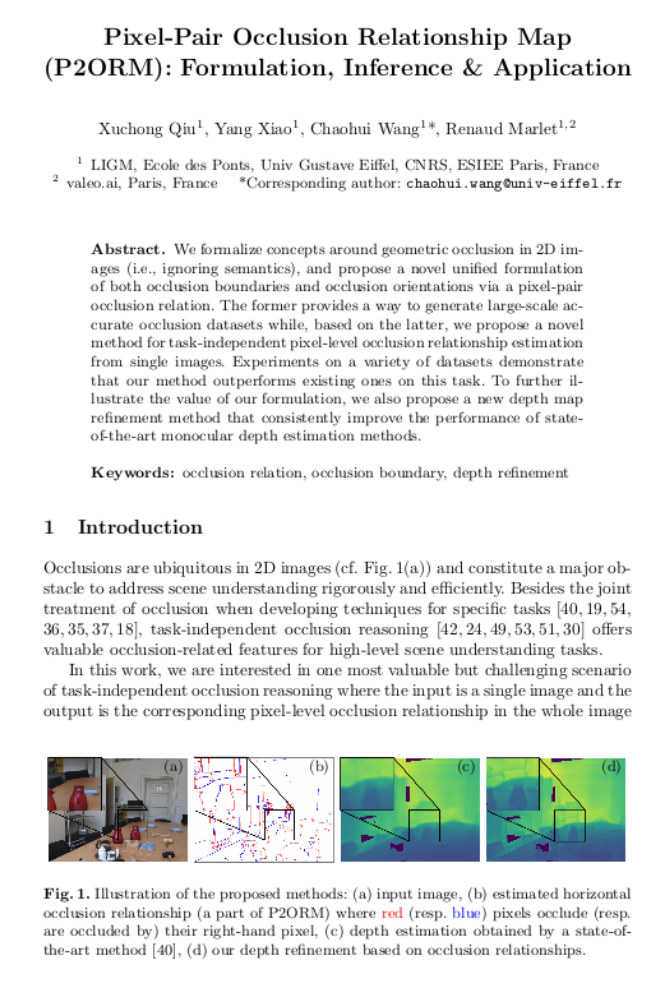 Pixel-Pair Occlusion Relationship Map
(P2ORM): Formulation, Inference & Application
Xuchong Qiu¹, Yang Xiao¹, Chaohui Wang¹*, Renaud Marlet¹,²
¹ LIGM, Ecole des Ponts, Univ Gustave Eiffel, CNRS, ESIEE Paris, France
² valeo.ai, Paris, France *Corresponding author: chaohui.wang@univ-eiffel.fr
Abstract. We formalize concepts around geometric occlusion in 2D im-
ages (i.e., ignoring semantics), and propose a novel unified formulation
of both occlusion boundaries and occlusion orientations via a pixel-pair
occlusion relation. The former provides a way to generate large-scale ac-
curate occlusion datasets while, based on the latter, we propose a novel
method for task-independent pixel-level occlusion relationship estimation
from single images. Experiments on a variety of datasets demonstrate
that our method outperforms existing ones on this task. To further il-
lustrate the value of our formulation, we also propose a new depth map
refinement method that consistently improve the performance of state-
of-the-art monocular depth estimation methods.
Keywords: occlusion relation, occlusion boundary, depth refinement
1 Introduction
Occlusions are ubiquitous in 2D images (cf. Fig. 1(a)) and constitute a major ob-
stacle to address scene understanding rigorously and efficiently. Besides the joint
treatment of occlusion when developing techniques for specific tasks [40, 19, 54,
36, 35, 37, 18], task-independent occlusion reasoning [42, 24, 49, 53, 51, 30] offers
valuable occlusion-related features for high-level scene understanding tasks.
In this work, we are interested in one most valuable but challenging scenario
of task-independent occlusion reasoning where the input is a single image and the
output is the corresponding pixel-level occlusion relationship in the whole image
(a) (b) (c) (d)
Fig. 1. Illustration of the proposed methods: (a) input image, (b) estimated horizontal
occlusion relationship (a part of P2ORM) where red (resp. blue) pixels occlude (resp.
are occluded by) their right-hand pixel, (c) depth estimation obtained by a state-of-
the-art method [40], (d) our depth refinement based on occlusion relationships.